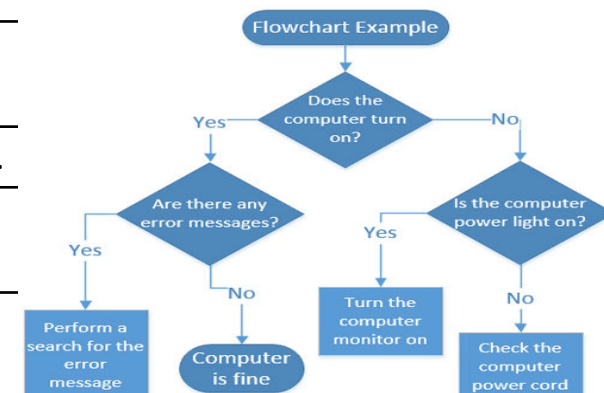 Flowchart Example
Does the
computer turn
on?
Yes
No
Are there any
error messages?
Is the computer
power light on?
Yes
No
Yes
No
Perform a
search for the
error
message
Computer
is fine
Turn the
computer
monitor on
Check the
computer
power cord